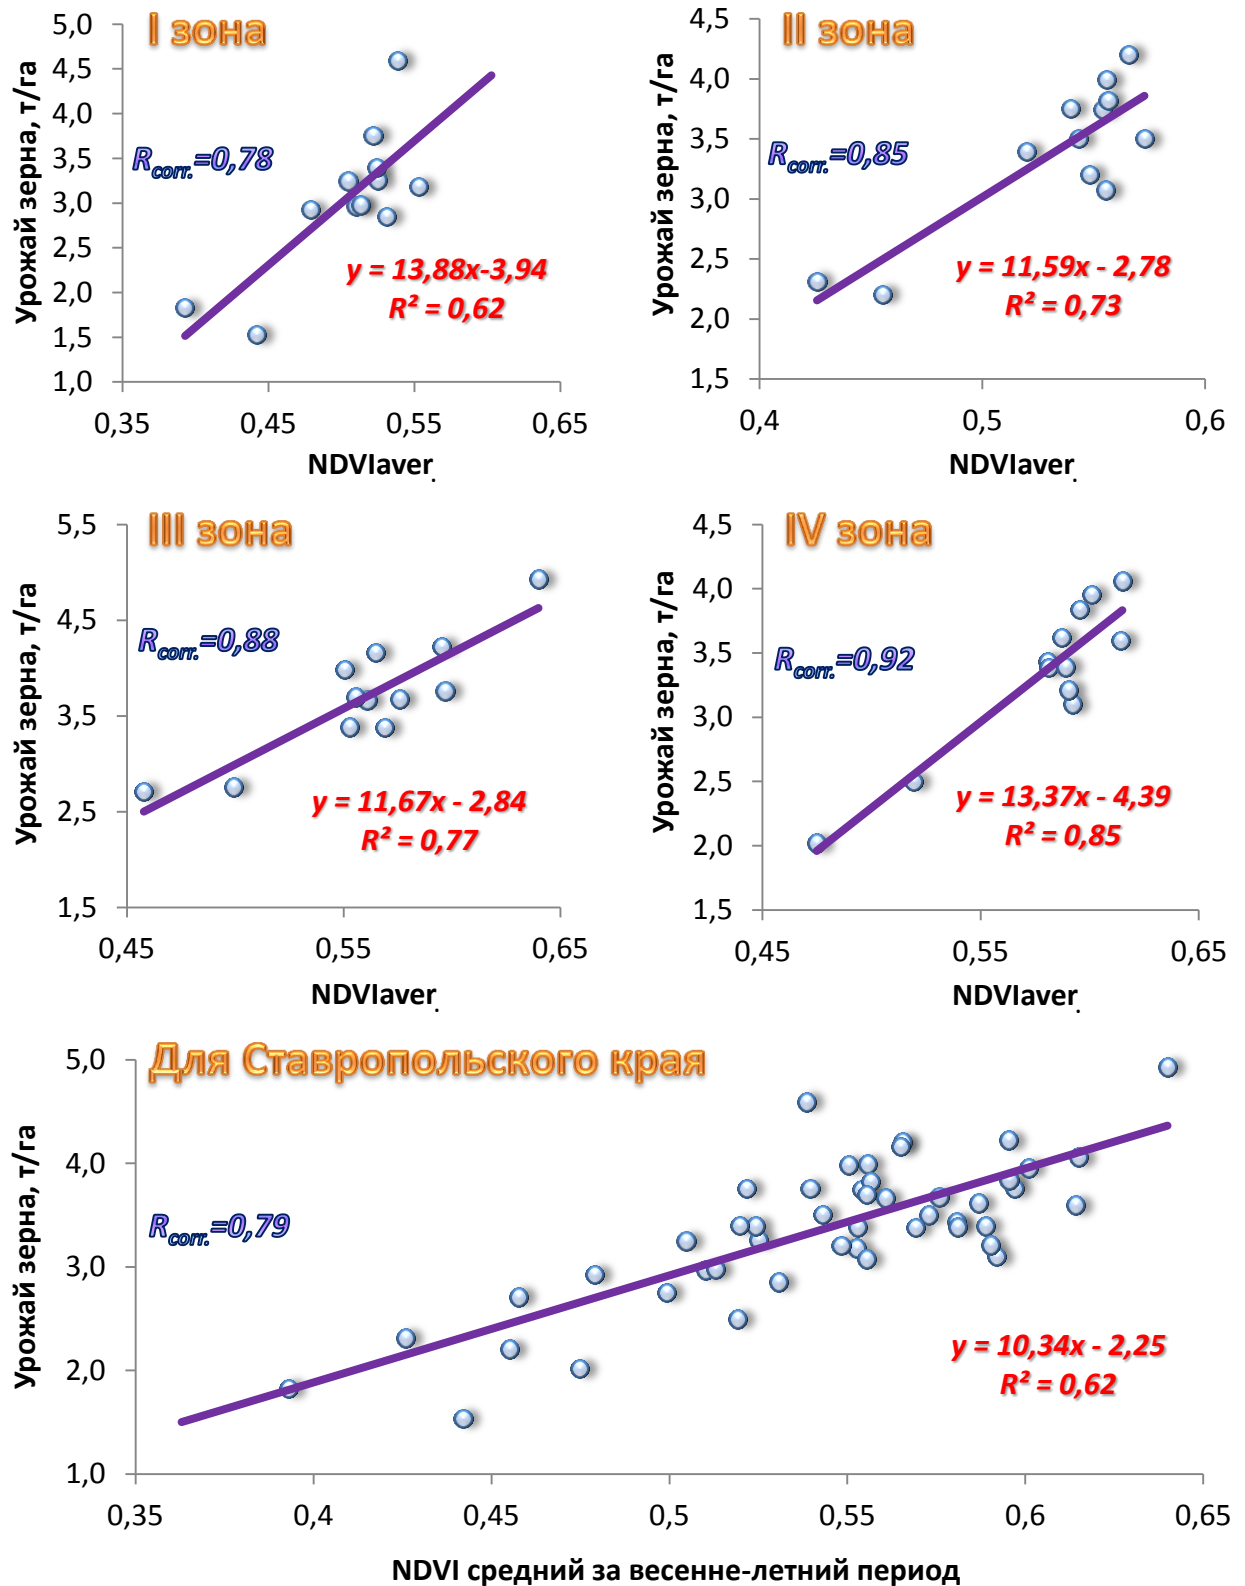 I зона
Урожай зерна, т/га
5,0
4,5
4,0
3,5
3,0
2,5
2,0
1,5
1,0
R corr.=0,78
y = 13,88x-3,94
R² = 0,62
0,35 0,45 0,55 0,65
NDVIaver.
II зона
Урожай зерна, т/га
4,5
4,0
3,5
3,0
2,5
2,0
1,5
R corr.=0,85
y = 11,59x - 2,78
R² = 0,73
0,4 0,5 0,6
NDVIaver.
III зона
Урожай зерна, т/га
5,5
4,5
3,5
2,5
1,5
R corr.=0,88
y = 11,67x - 2,84
R² = 0,77
0,45 0,55 0,65
NDVIaver.
IV зона
Урожай зерна, т/га
4,5
4,0
3,5
3,0
2,5
2,0
1,5
R corr.=0,92
y = 13,37x - 4,39
R² = 0,85
0,45 0,55 0,65
NDVIaver.
Для Ставропольского края
Урожай зерна, т/га
5,0
4,0
3,0
2,0
1,0
R corr.=0,79
y = 10,34x - 2,25
R² = 0,62
0,35 0,4 0,45 0,5 0,55 0,6 0,65
NDVI средний за весенне-летний период